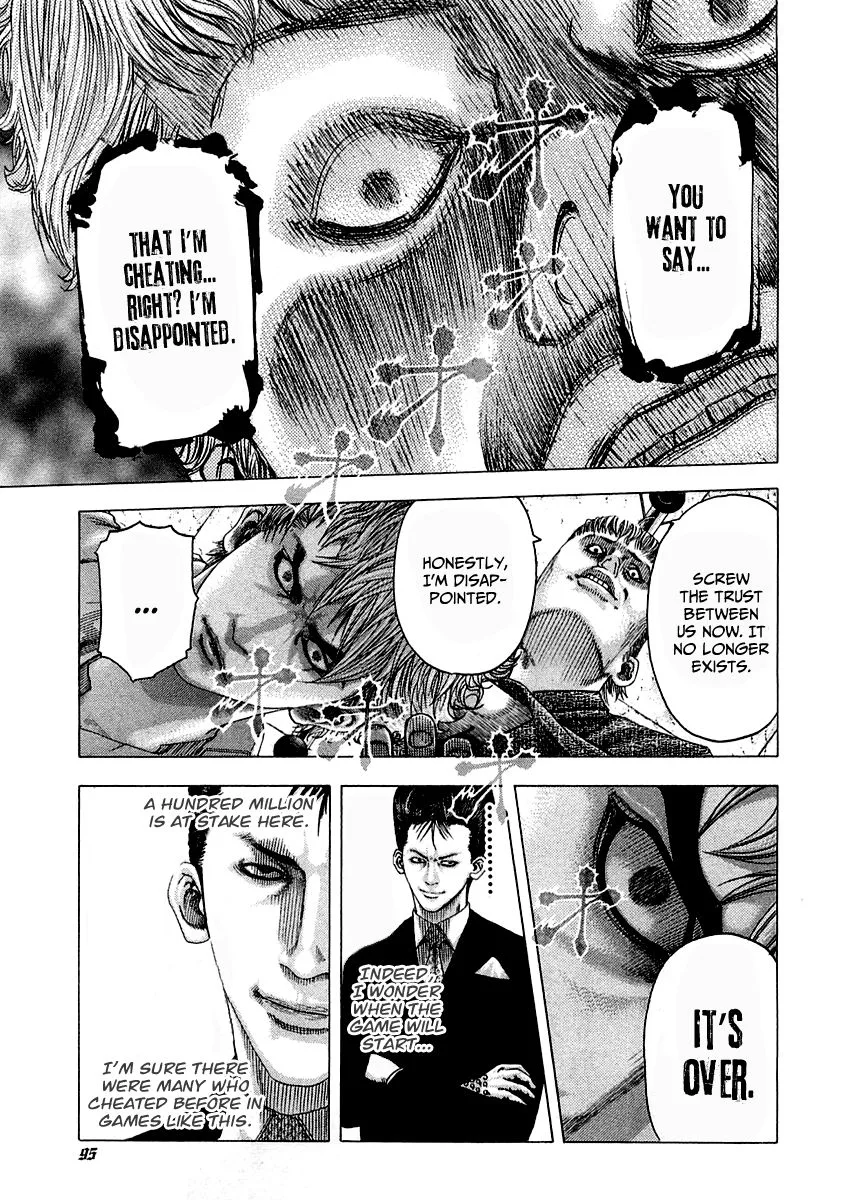 YOU
WANT TO
SAY...
THAT I'M
CHEATING...
RIGHT? I'M
DISAPPOINTED.
SCREW
THE TRUST
BETWEEN
US NOW. IT
NO LONGER
EXISTS.
HONESTLY,
I'M DISAP-
POINTED.
...
IT'S
OVER.
INDEED,
I WONDER
WHEN THE
GAME WILL
START...
A HUNDRED MILLION
IS AT STAKE HERE.
I'M SURE THERE
WERE MANY WHO
CHEATED BEFORE IN
GAMES LIKE THIS.
95